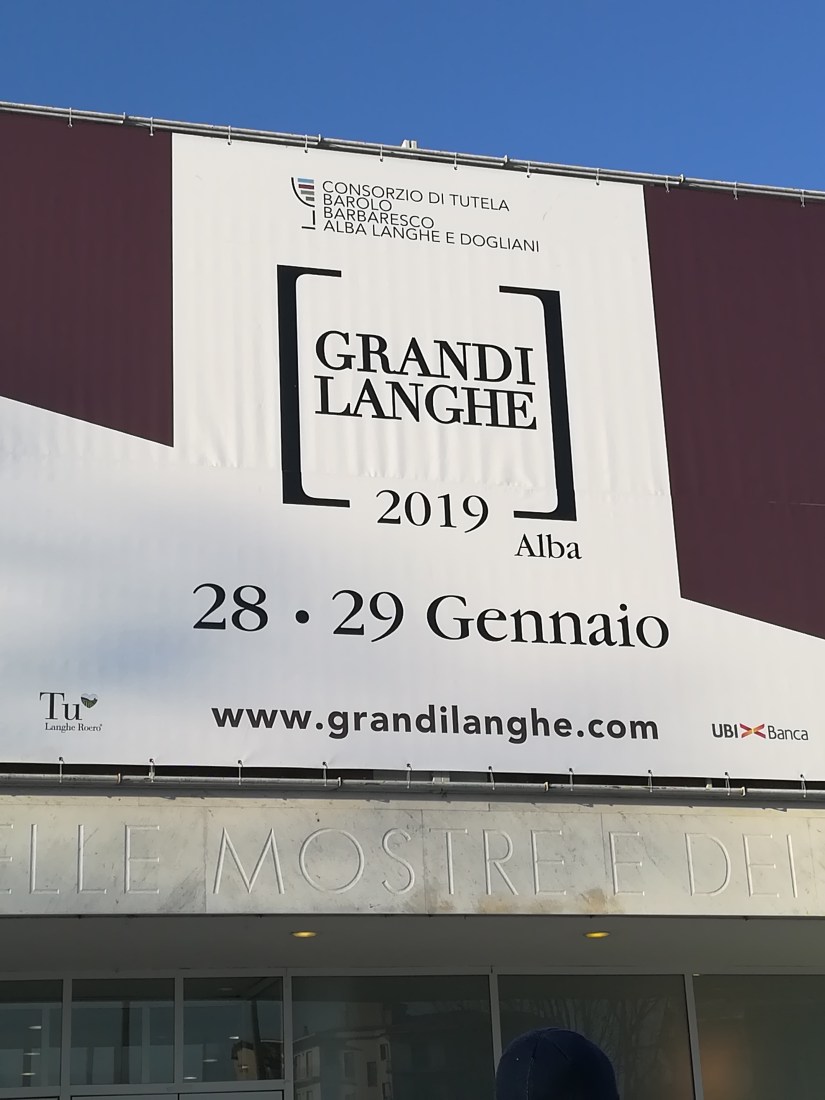 CONSORZIO DI TUTELA
BAROLO
BARBARESCO
ALBA LANGHE E DOGLIANI
GRANDI
LANGHE
2019
Alba
28 • 29 Gennaio
Tu
Langhe Roero
www.grandilanghe.com
UBI Banca
ELLE MOSTRE E DEI